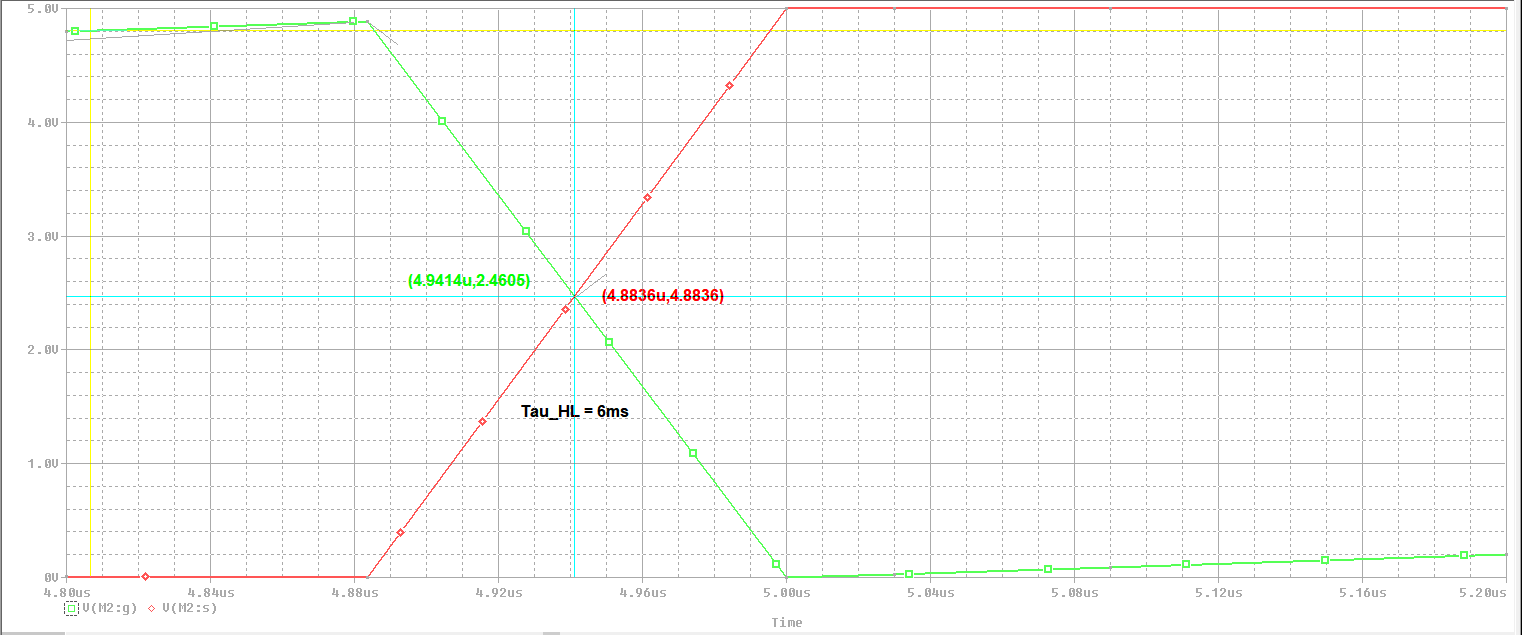 5.0V
4.0V
3.0V
(4.9414u,2.4605)
(4.8836u,4.8836)
2.0V
Tau_HL = 6ms
1.0V
0V
4.80us 4.84us 4.88us 4.92us 4.96us 5.00us 5.04us 5.08us 5.12us 5.16us 5.20us
V(M2:g) V(M2:s)
Time